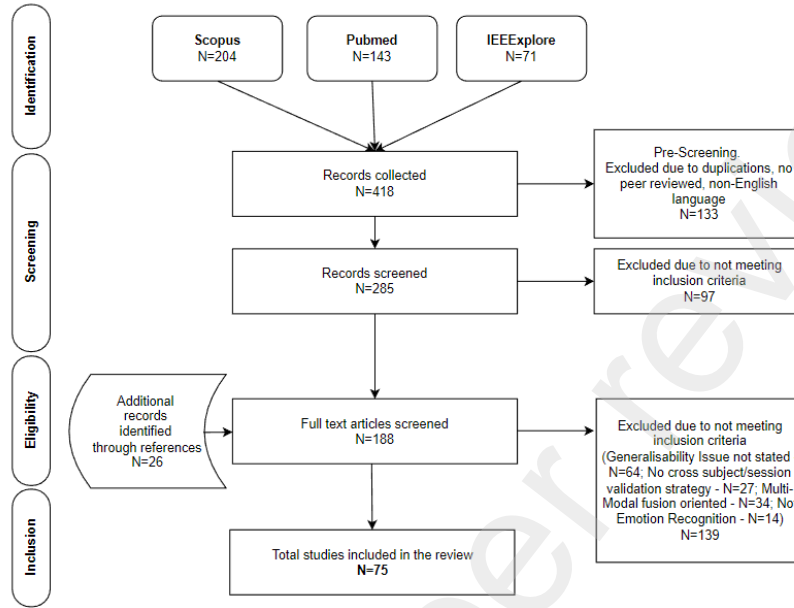 Identification
Scopus
N=204
Pubmed
N=143
IEEExplore
N=71
Screening
Records collected
N=418
Pre-Screening.
Excluded due to duplications, no
peer reviewed, non-English
language
N=133
Records screened
N=285
Excluded due to not meeting
inclusion criteria
N=97
Eligibility
Additional
records
identified
through references
N=26
Full text articles screened
N=188
Excluded due to not meeting
inclusion criteria
(Generalisability Issue not stated
N=64; No cross subject/session
validation strategy - N=27; Multi-
Modal fusion oriented - N=34; Not
Emotion Recognition - N=14)
N=139
Inclusion
Total studies included in the review
N=75
er review